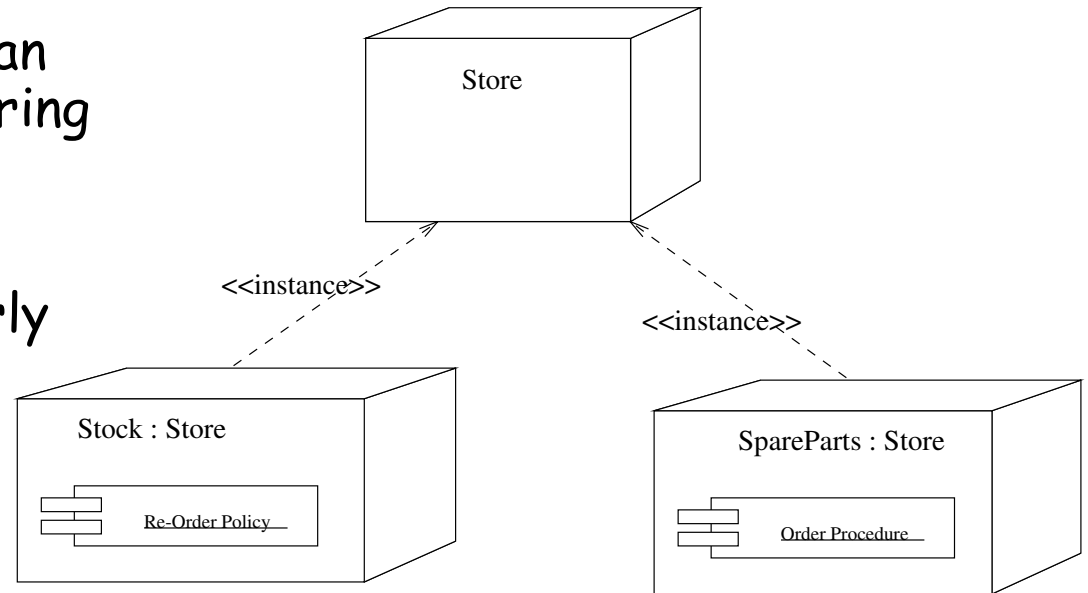 an
ring
rly
Store
<<instance>>
<<instance>>
Stock : Store
SpareParts : Store
Re-Order Policy
Order Procedure